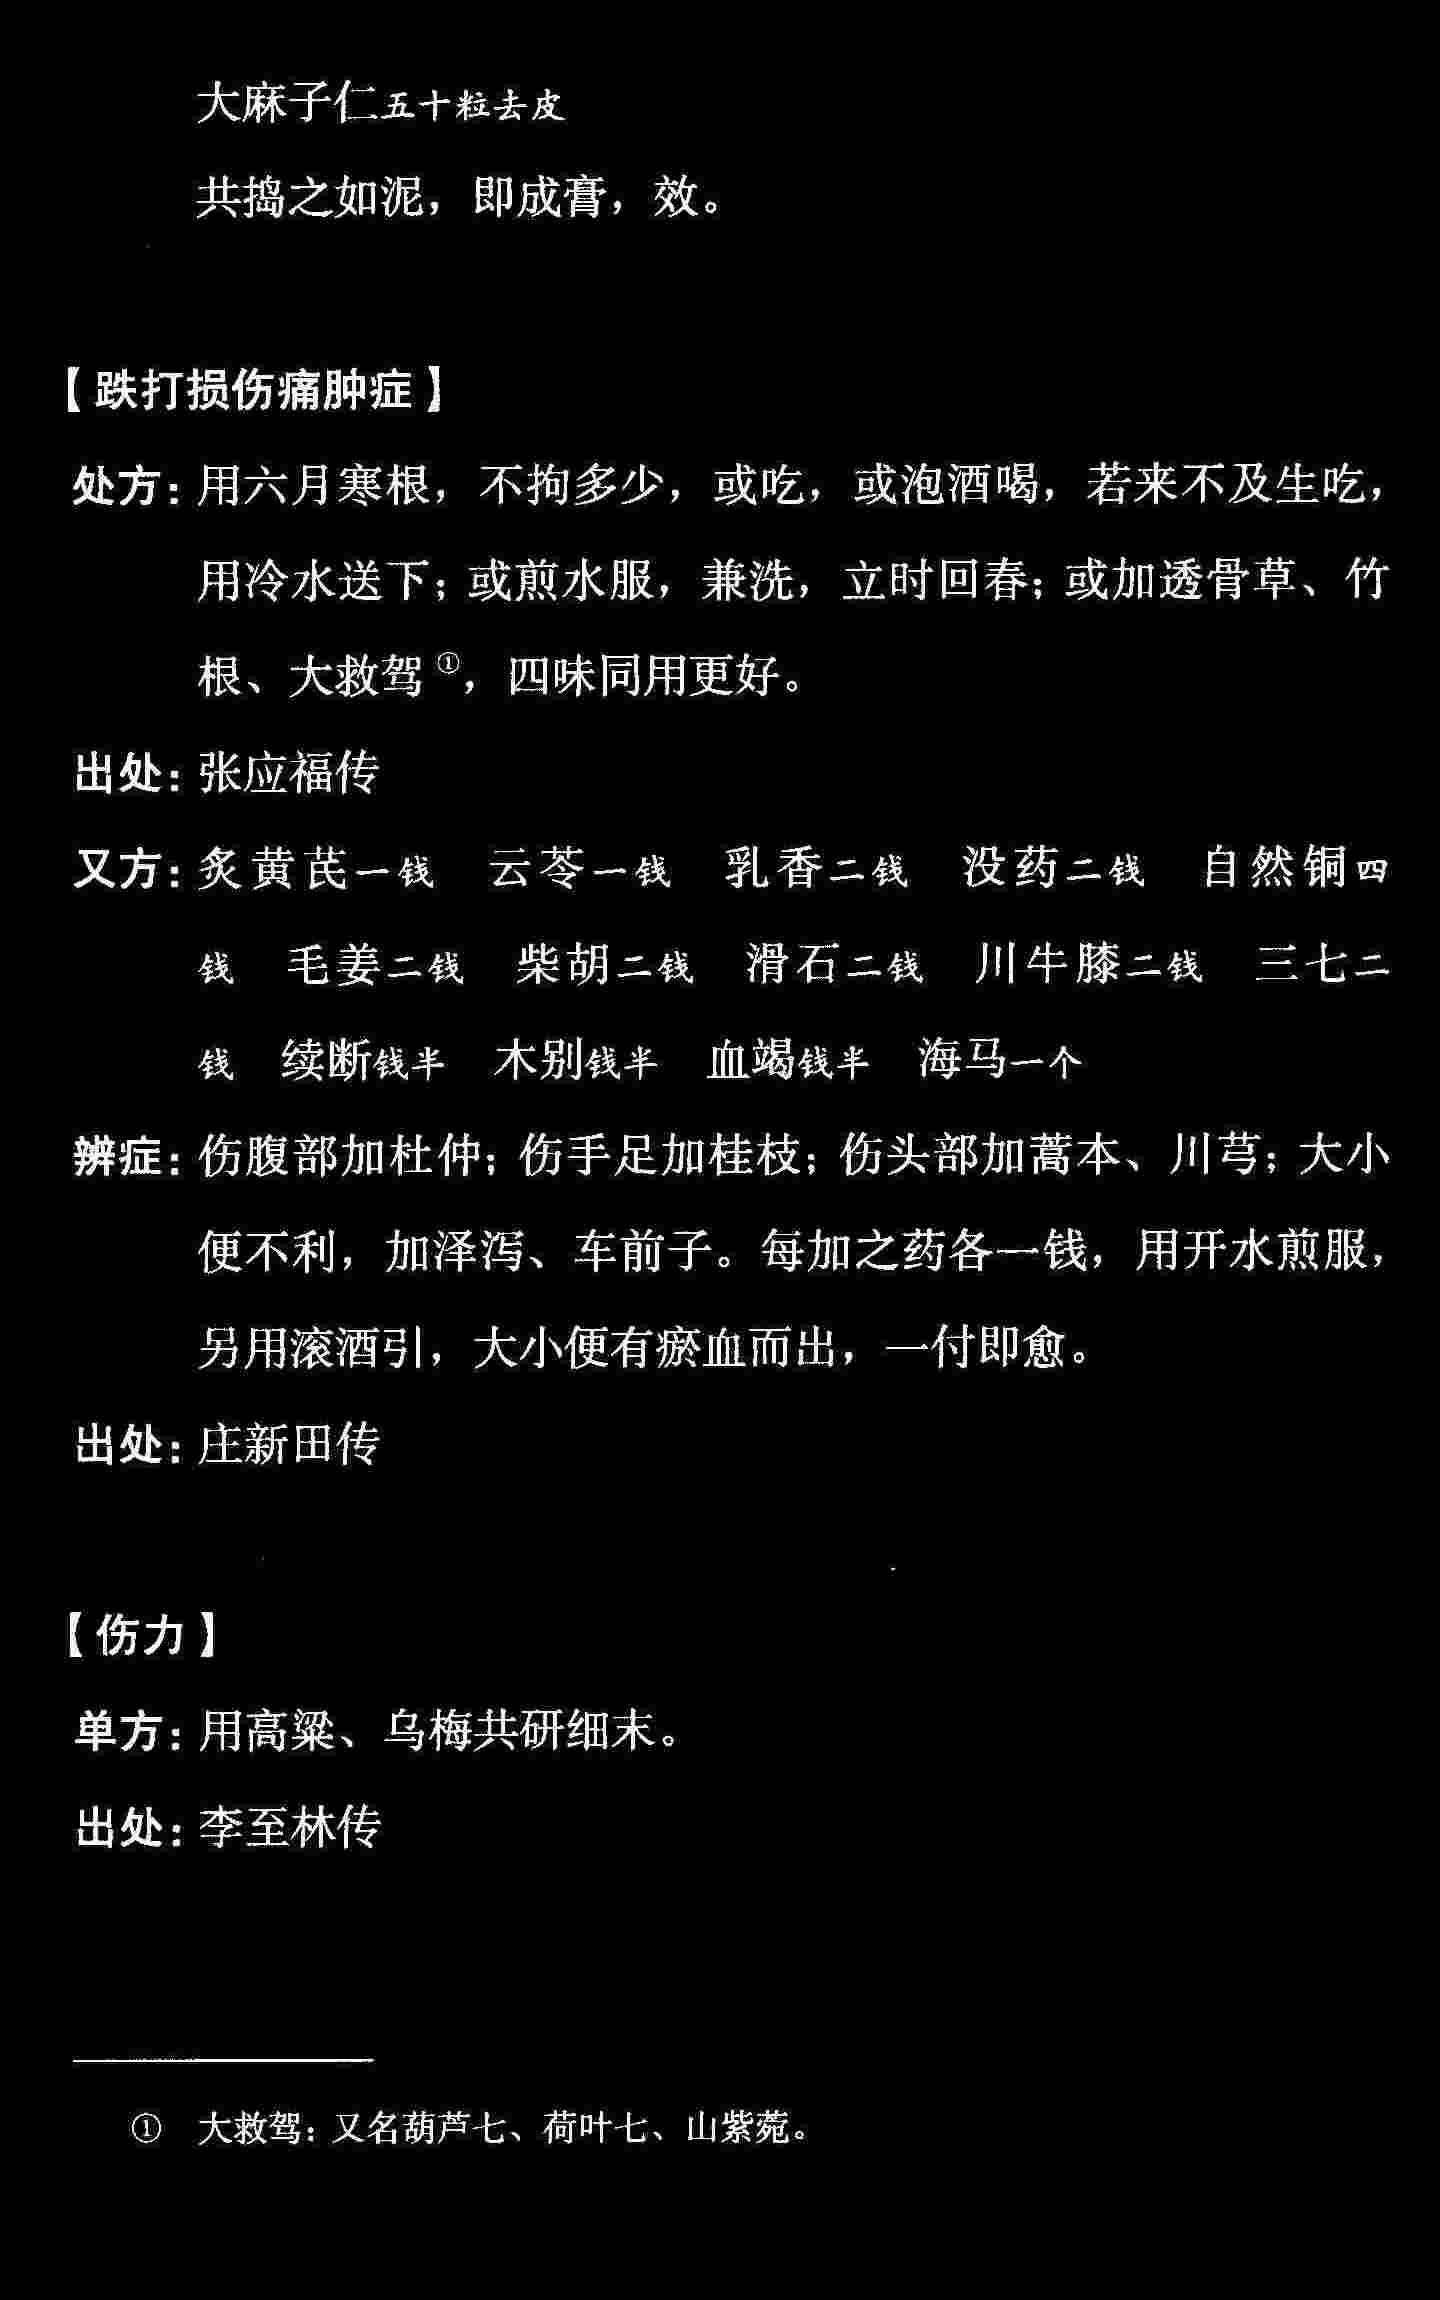 大麻子仁五十粒去皮
共捣之如泥，即成膏，效。
【跌打损伤痛肿症】
处方：用六月寒根，不拘多少，或吃，或泡酒喝，若来不及生吃，
用冷水送下；或煎水服，兼洗，立时回春；或加透骨草、竹
根、大救驾①，四味同用更好。
出处：张应福传
又方：炙黄芪一钱 云苓一钱 乳香二钱 没药二钱 自然铜四
钱 毛姜二钱 柴胡二钱 滑石二钱 川牛膝二钱 三七二
钱 续断钱半 木别钱半 血竭钱半 海马一个
辨症：伤腹部加杜仲；伤手足加桂枝；伤头部加蒿本、川芎；大小
便不利，加泽泻、车前子。每加之药各一钱，用开水煎服，
另用滚酒引，大小便有瘀血而出，一付即愈。
出处：庄新田传
【伤力】
单方：用高粱、乌梅共研细末。
出处：李至林传
① 大救驾：又名葫芦七、荷叶七、山紫菀。